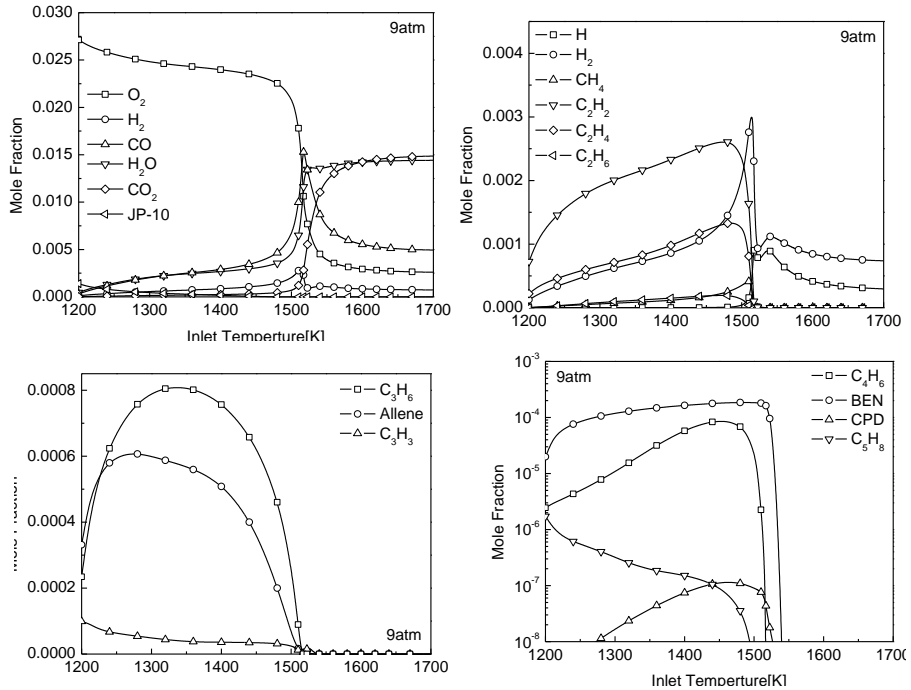 0.030
9atm
0.025
0.020
0.015
0.010
0.005
0.000
Mole Fraction
O₂
H₂
CO
H₂O
CO₂
JP-10
1200 1300 1400 1500 1600 1700
Inlet Temperture[K]
9atm
0.004
0.003
0.002
0.001
0.000
Mole Fraction
H
H₂
CH₄
C₂H₂
C₂H₄
C₂H₆
1200 1300 1400 1500 1600 1700
Inlet Temperture[K]
0.0008
0.0006
0.0004
0.0002
0.0000
C₃H₆
Allene
C₃H₃
9atm
1200 1300 1400 1500 1600 1700
10⁻³
10⁻⁴
10⁻⁵
10⁻⁶
10⁻⁷
10⁻⁸
Mole Fraction
9atm
C₄H₆
BEN
CPD
C₅H₈
1200 1300 1400 1500 1600 1700
Inlet Temperture[K]